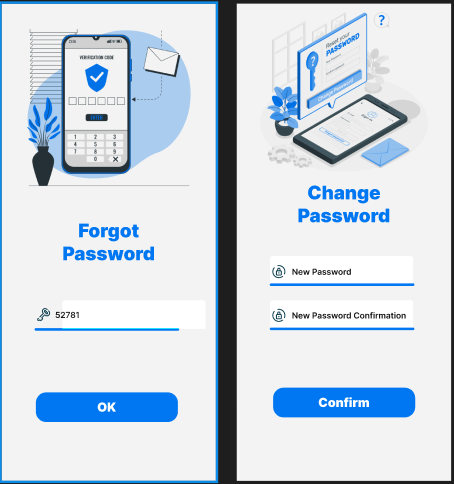 VERIFICATION CODE
ENTER
1 2 3
4 5 6
7 8 9
0
Forgot
Password
52781
OK
?
Reset your
PASSWORD
?
Change
Password
New Password
New Password Confirmation
Confirm